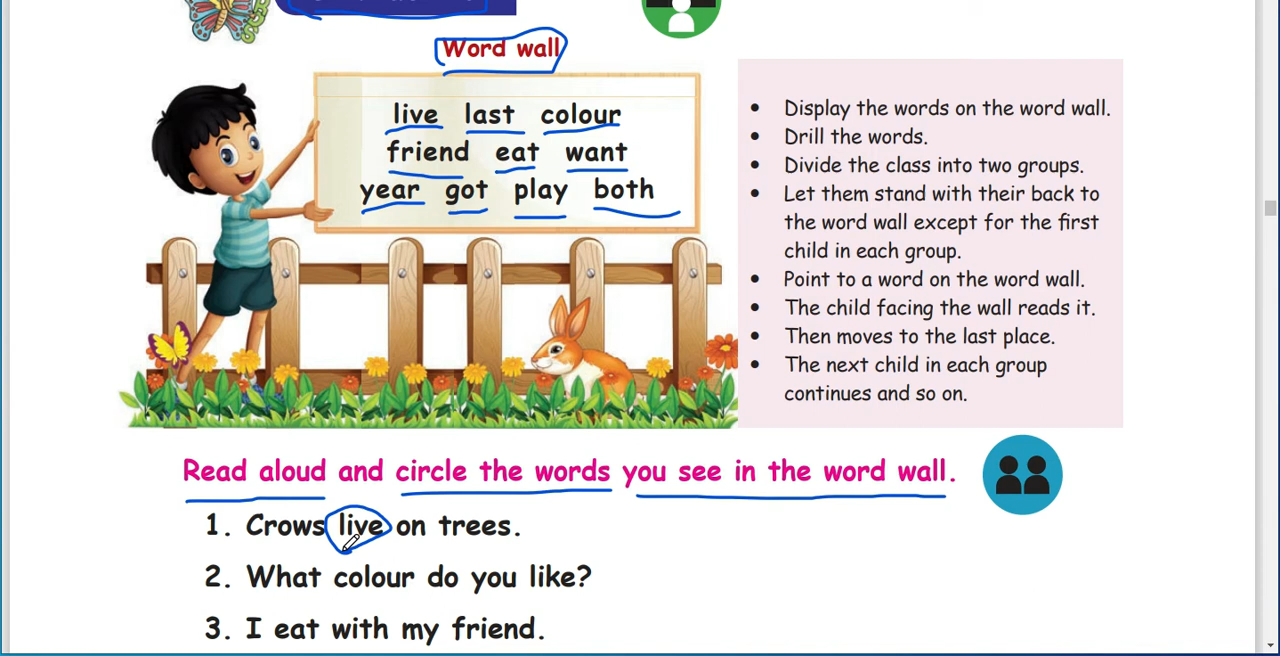 Word wall
live last colour
friend eat want
year got play both
• Display the words on the word wall.
• Drill the words.
• Divide the class into two groups.
• Let them stand with their back to
the word wall except for the first
child in each group.
• Point to a word on the word wall.
• The child facing the wall reads it.
• Then moves to the last place.
• The next child in each group
continues and so on.
Read aloud and circle the words you see in the word wall.
1. Crows live on trees.
2. What colour do you like?
3. I eat with my friend.